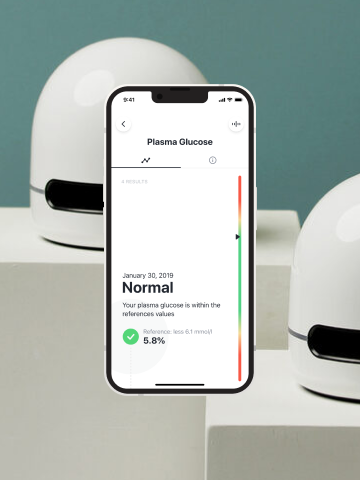 9:41
Plasma Glucose
5 RESULTS
January 30, 2019
Normal
Your plasma glucose is within the
references values
Reference: less 6.1 mmol/l
5.8%